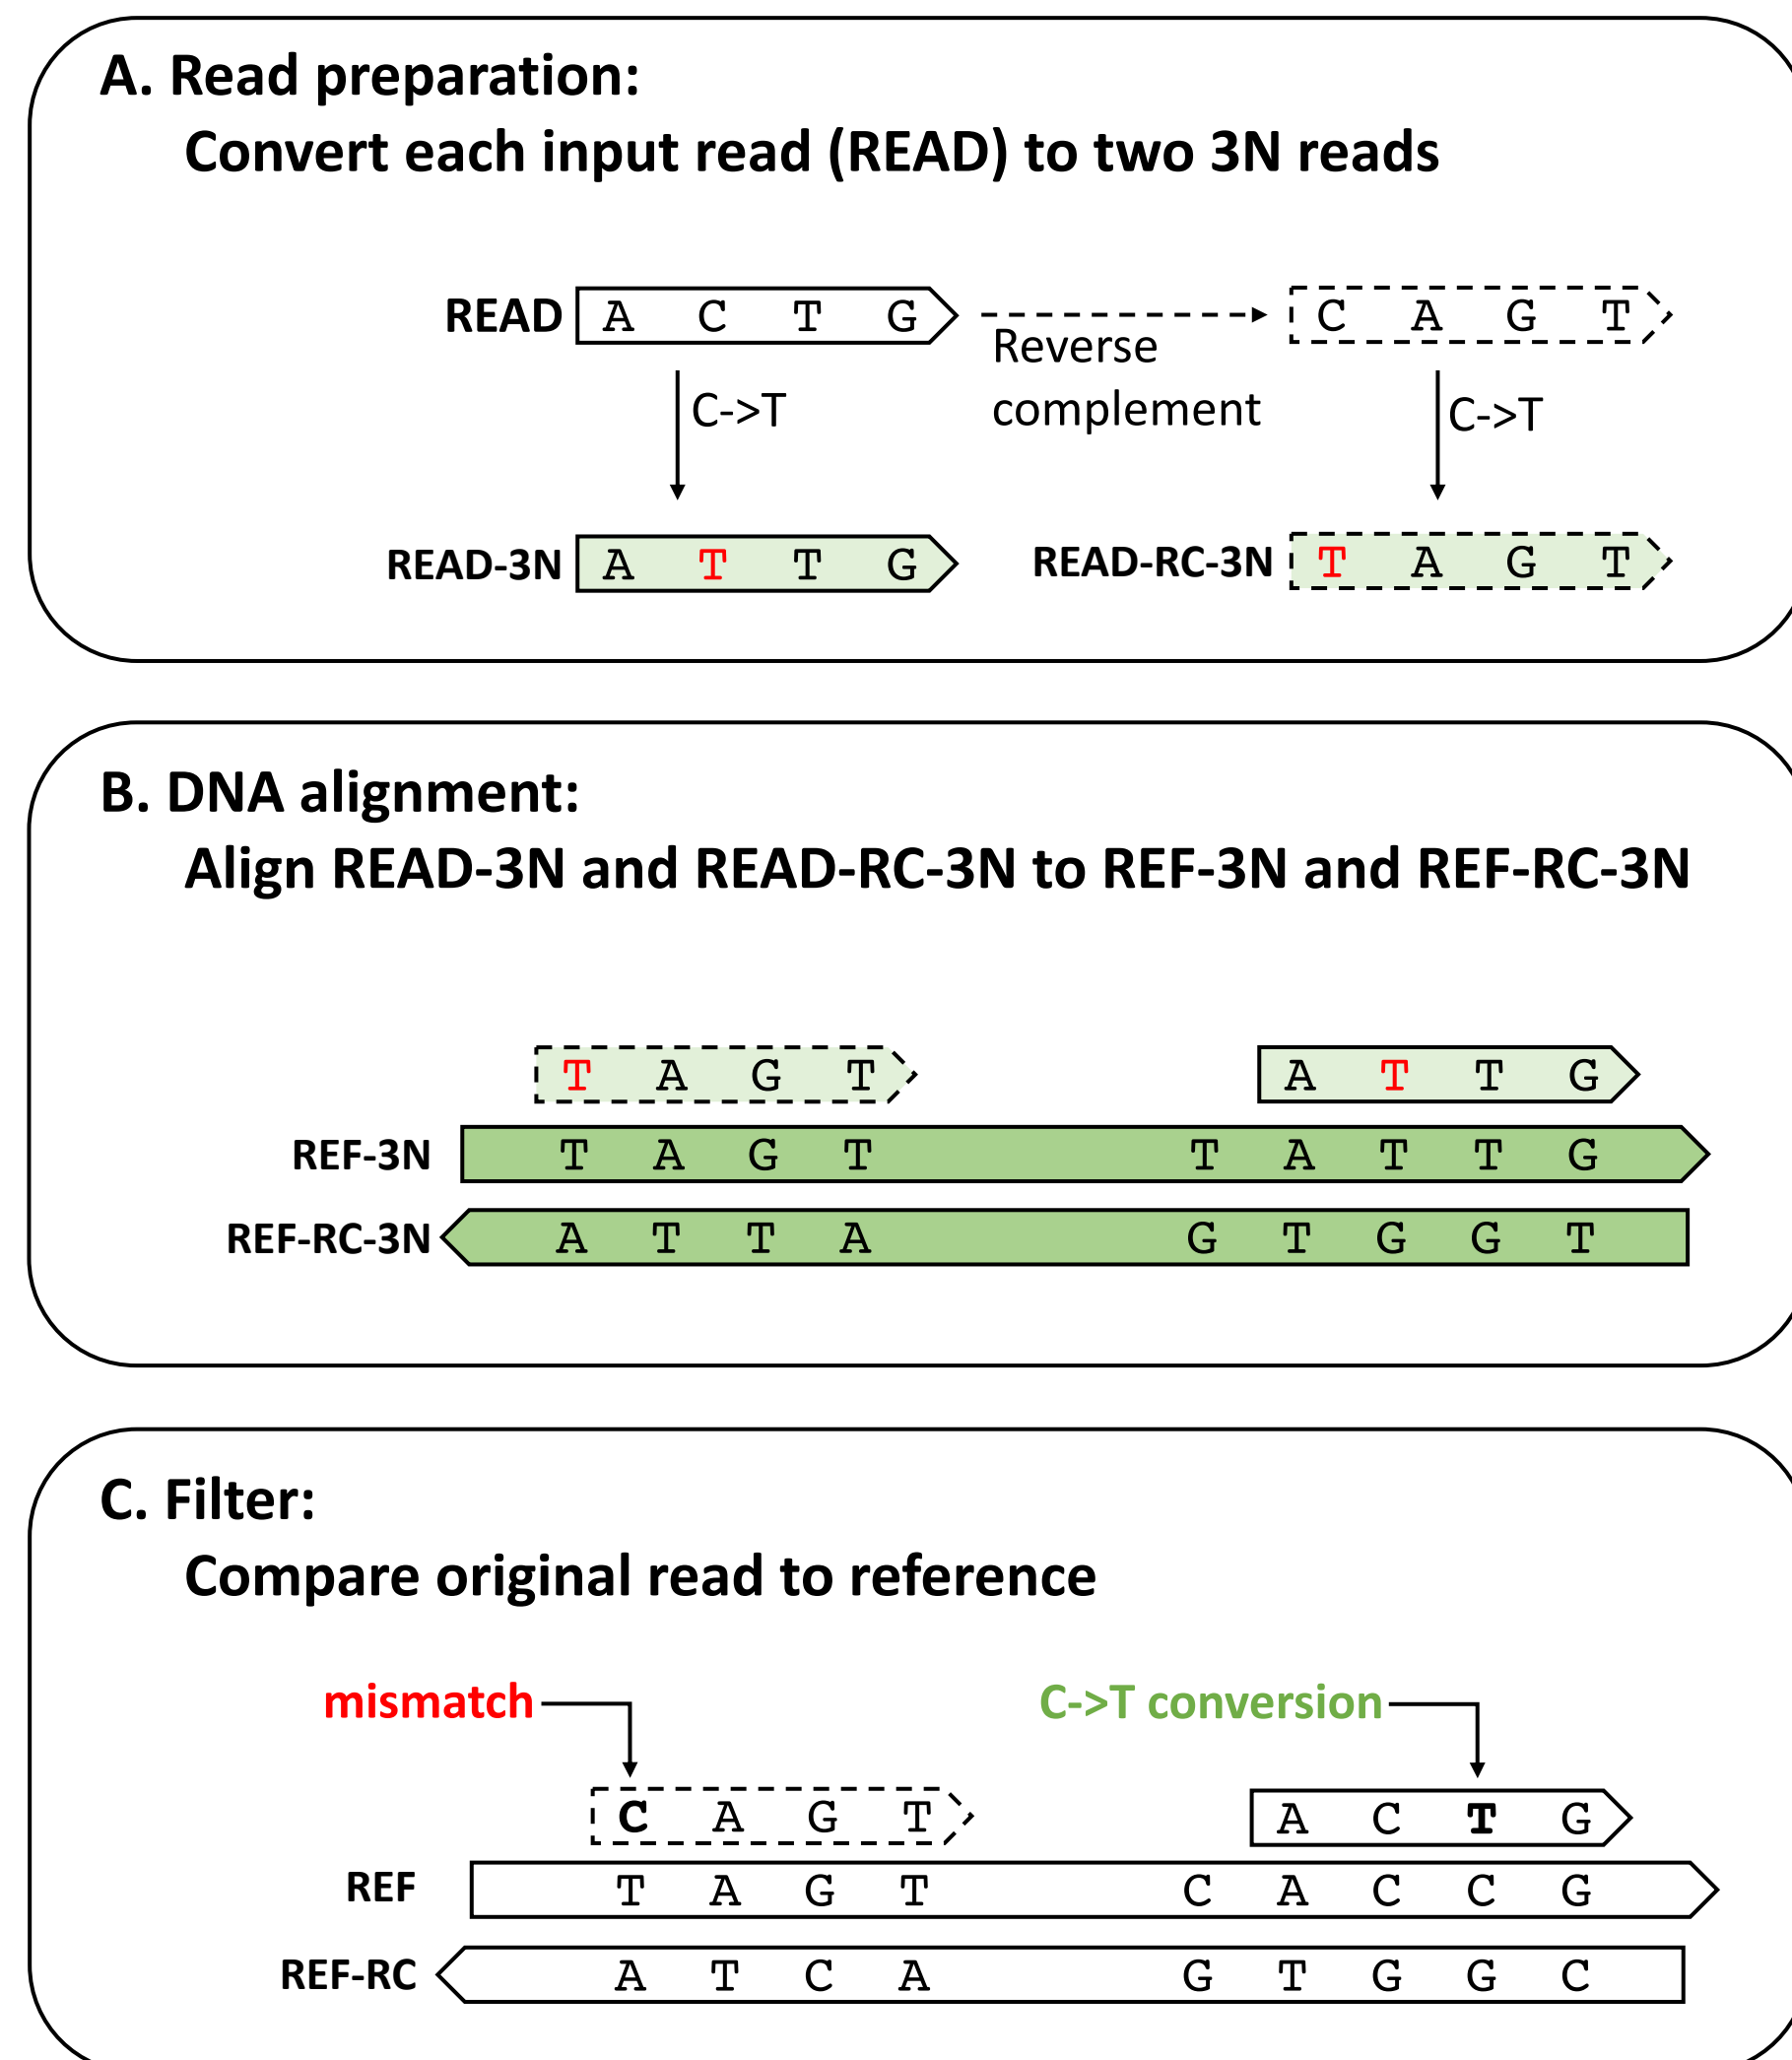 A. Read preparation:
Convert each input read (READ) to two 3N reads
READ A C T G C A G T
Reverse
complement
C->T C->T
READ-3N A T T G READ-RC-3N T A G T
B. DNA alignment:
Align READ-3N and READ-RC-3N to REF-3N and REF-RC-3N
T A G T A T T G
REF-3N T A G T T A T T G
REF-RC-3N A T T A G T G G T
C. Filter:
Compare original read to reference
mismatch C->T conversion
C A G T A C T G
REF T A G T C A C C G
REF-RC A T C A G T G G C